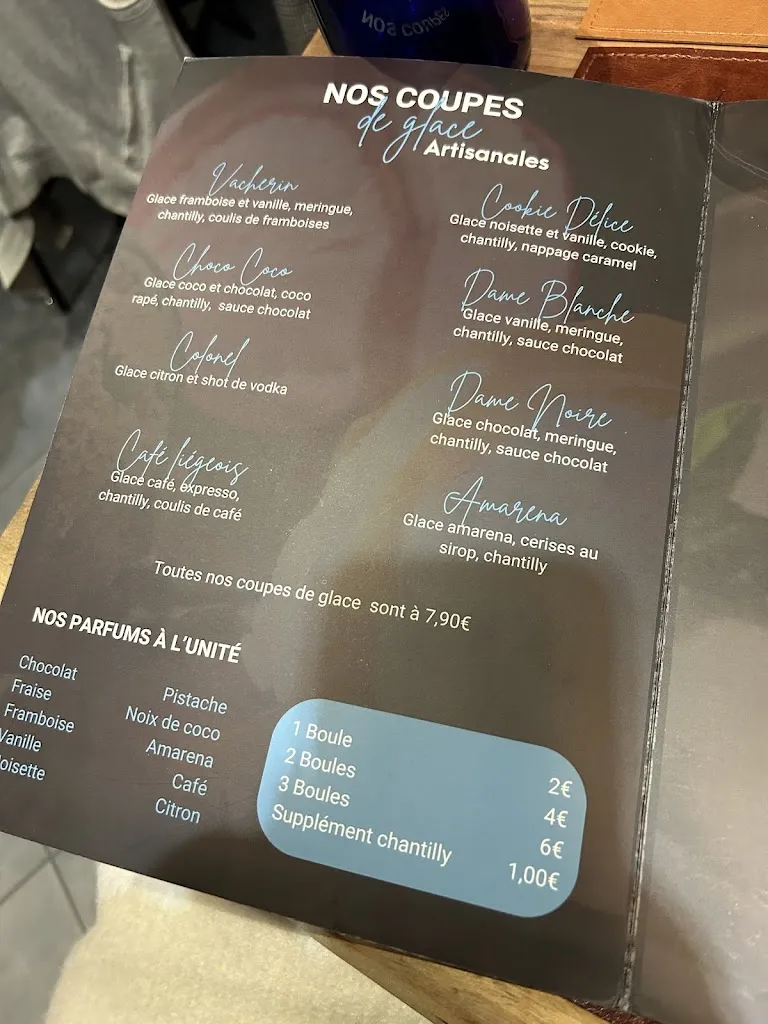 NOS COUPES
NOS COUPES
de glace
Artisanales
Vacherin
Glace framboise et vanille, meringue,
chantilly, coulis de framboises
Choco Coco
Glace coco et chocolat, coco
rapé, chantilly, sauce chocolat
Colonel
Glace citron et shot de vodka
Café liégeois
Glace café, expresso,
chantilly, coulis de café
Cookie Délice
Glace noisette et vanille, cookie,
chantilly, nappage caramel
Dame Blanche
Glace vanille, meringue,
chantilly, sauce chocolat
Dame Noire
Glace chocolat, meringue,
chantilly, sauce chocolat
Amarena
Glace amarena, cerises au
sirop, chantilly
Toutes nos coupes de glace sont à 7,90€
NOS PARFUMS À L'UNITÉ
Chocolat
Fraise
Framboise
Vanille
oisette
Pistache
Noix de coco
Amarena
Café
Citron
1 Boule 2€
2 Boules 4€
3 Boules 6€
Supplément chantilly 1,00€